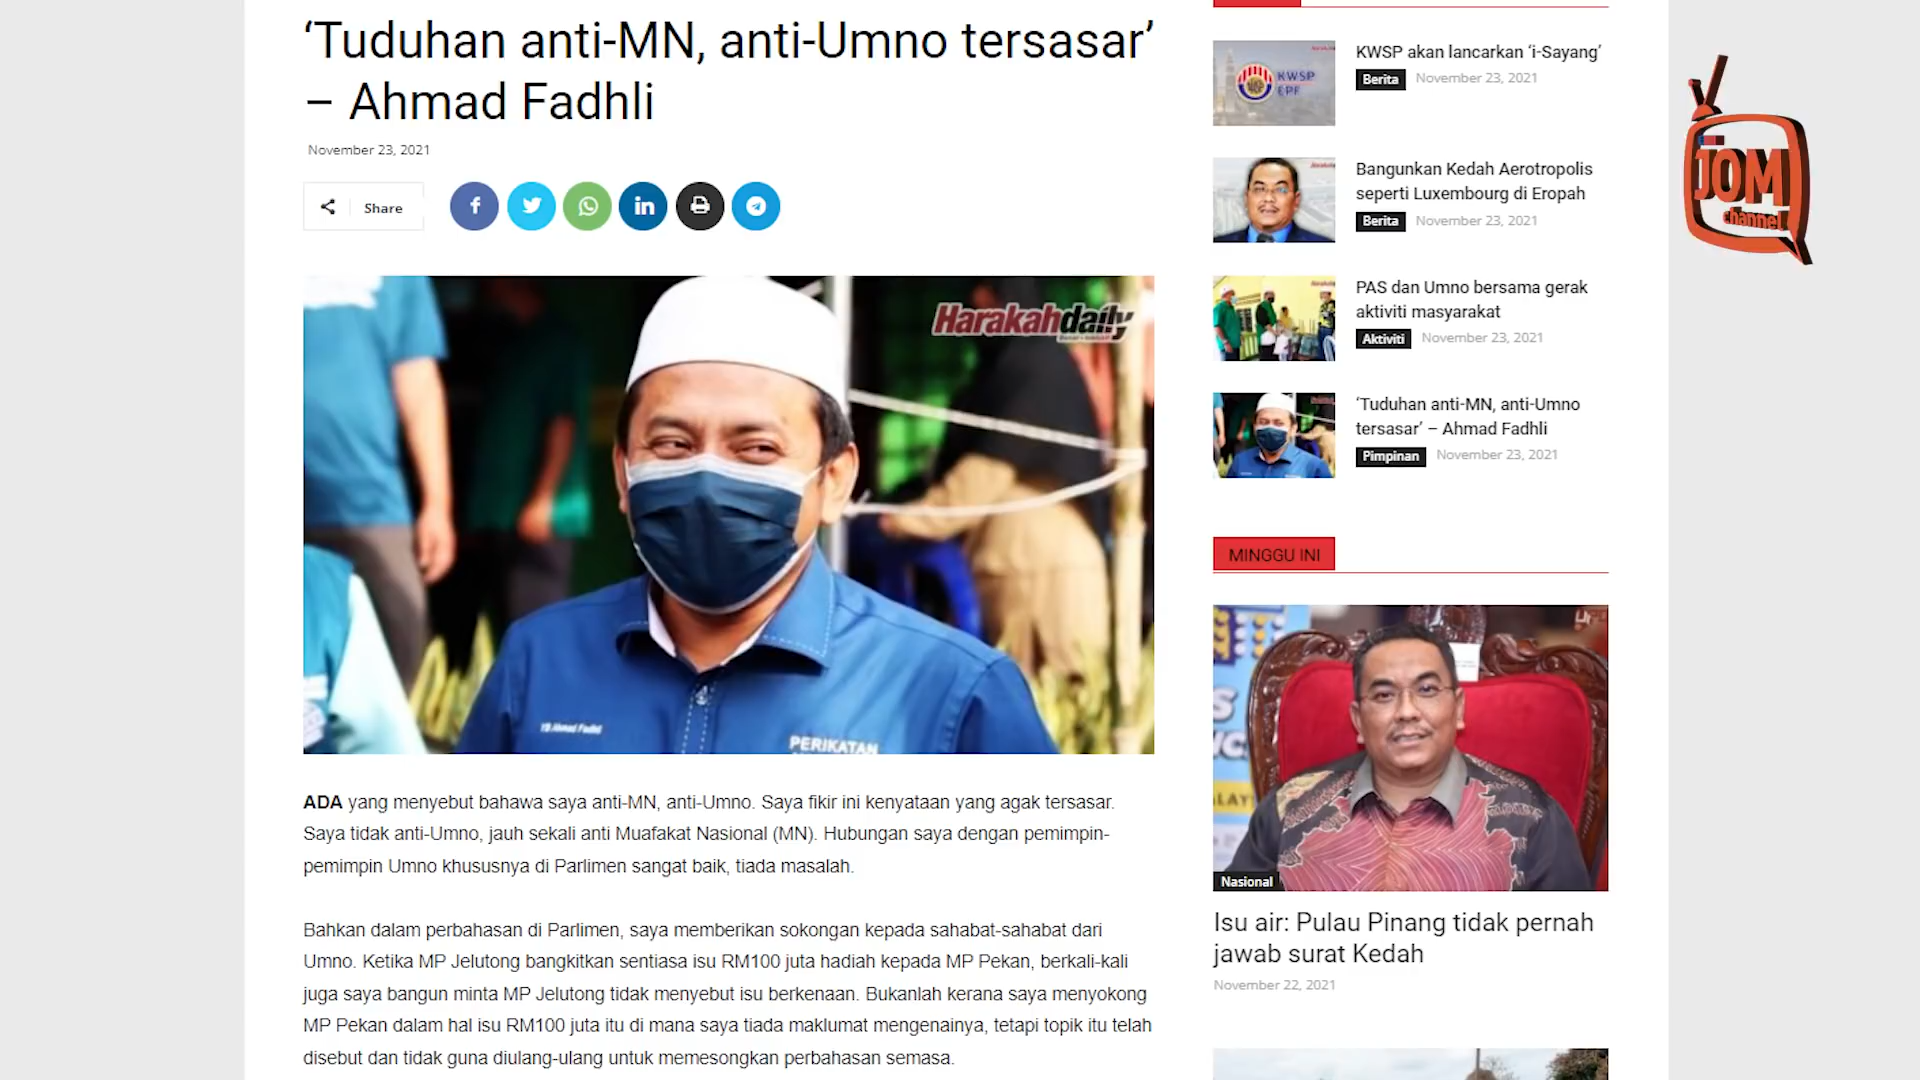 ‘Tuduhan anti-MN, anti-Umno tersasar’
– Ahmad Fadhli
November 23, 2021
Share
Harakahdaily
YB Ahmad Fadhli
PERIKATAN
ADA yang menyebut bahawa saya anti-MN, anti-Umno. Saya fikir ini kenyataan yang agak tersasar.
Saya tidak anti-Umno, jauh sekali anti Muafakat Nasional (MN). Hubungan saya dengan pemimpin-
pemimpin Umno khususnya di Parlimen sangat baik, tiada masalah.
Bahkan dalam perbahasan di Parlimen, saya memberikan sokongan kepada sahabat-sahabat dari
Umno. Ketika MP Jelutong bangkitkan sentiasa isu RM100 juta hadiah kepada MP Pekan, berkali-kali
juga saya bangun minta MP Jelutong tidak menyebut isu berkenaan. Bukanlah kerana saya menyokong
MP Pekan dalam hal isu RM100 juta itu di mana saya tiada maklumat mengenainya, tetapi topik itu telah
disebut dan tidak guna diulang-ulang untuk memesongkan perbahasan semasa.
KWSP
EPF
KWSP akan lancarkan ‘i-Sayang’
Berita November 23, 2021
Bangunkan Kedah Aerotropolis
seperti Luxembourg di Eropah
Berita November 23, 2021
PAS dan Umno bersama gerak
aktiviti masyarakat
Aktiviti November 23, 2021
‘Tuduhan anti-MN, anti-Umno
tersasar’ – Ahmad Fadhli
Pimpinan November 23, 2021
MINGGU INI
Nasional
Isu air: Pulau Pinang tidak pernah
jawab surat Kedah
November 22, 2021
JOM
channel